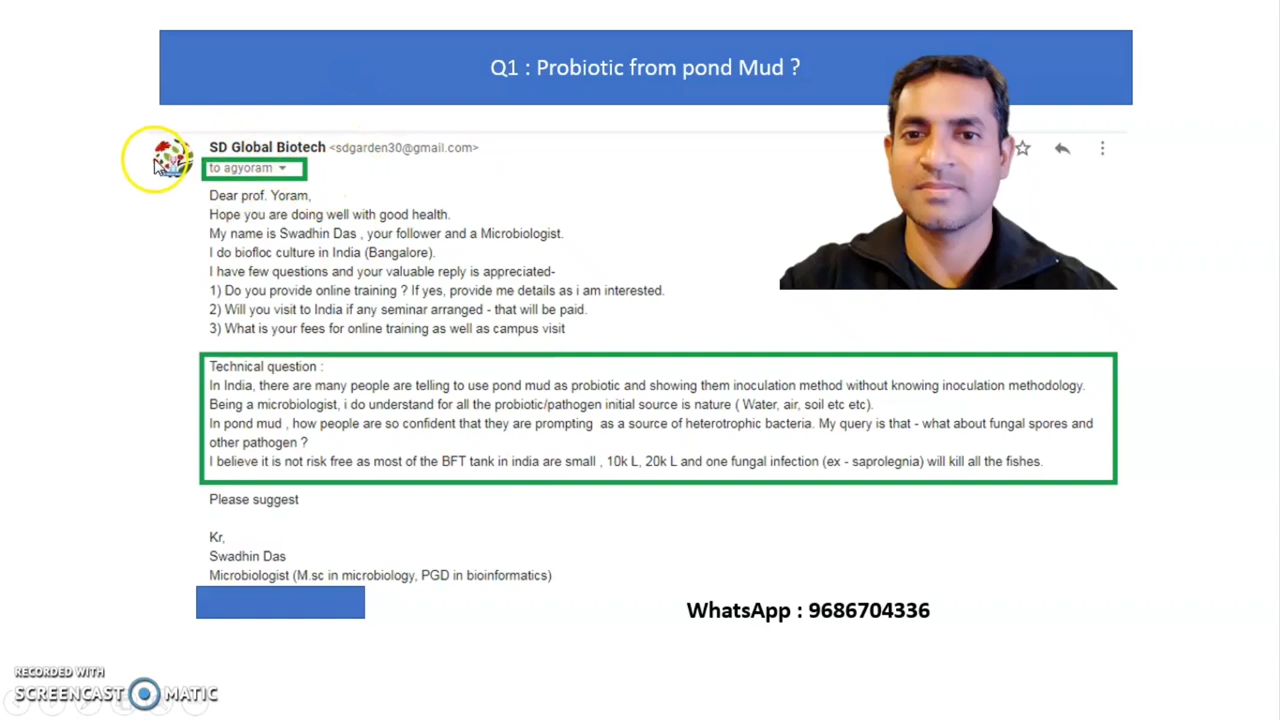 Q1 : Probiotic from pond Mud ?
SD Global Biotech <sdgarden30@gmail.com>
to agyoram
Dear prof. Yoram,
Hope you are doing well with good health.
My name is Swadhin Das , your follower and a Microbiologist.
I do biofloc culture in India (Bangalore).
I have few questions and your valuable reply is appreciated-
1) Do you provide online training ? If yes, provide me details as i am interested.
2) Will you visit to India if any seminar arranged - that will be paid.
3) What is your fees for online training as well as campus visit
Technical question :
In India, there are many people are telling to use pond mud as probiotic and showing them inoculation method without knowing inoculation methodology.
Being a microbiologist, i do understand for all the probiotic/pathogen initial source is nature ( Water, air, soil etc etc).
In pond mud , how people are so confident that they are prompting as a source of heterotrophic bacteria. My query is that - what about fungal spores and
other pathogen ?
I believe it is not risk free as most of the BFT tank in india are small , 10k L, 20k L and one fungal infection (ex - saprolegnia) will kill all the fishes.
Please suggest
Kr,
Swadhin Das
Microbiologist (M.sc in microbiology, PGD in bioinformatics)
WhatsApp : 9686704336
RECORDED WITH
SCREENCAST MATIC